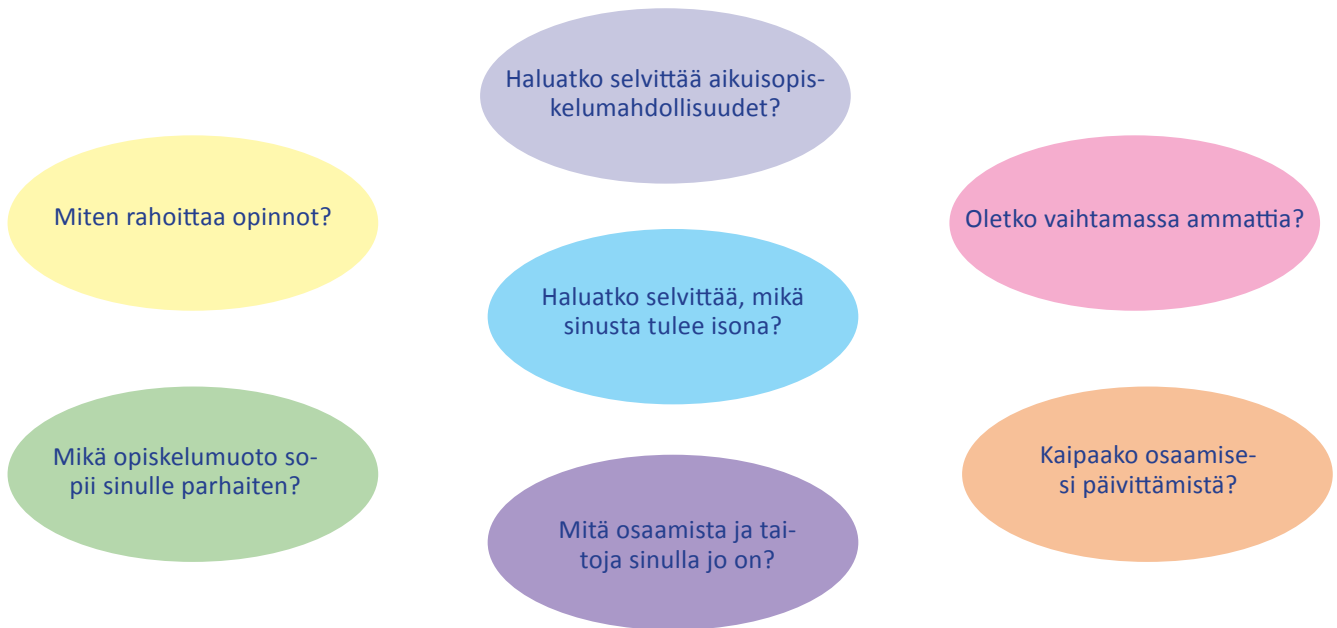 Haluatko selvittää aikuisopis-
kelumahdollisuudet?
Miten rahoittaa opinnot?
Oletko vaihtamassa ammattia?
Haluatko selvittää, mikä
sinusta tulee isona?
Mikä opiskelumuoto so-
pii sinulle parhaiten?
Kaipaako osaamise-
si päivittämistä?
Mitä osaamista ja tai-
toja sinulla jo on?